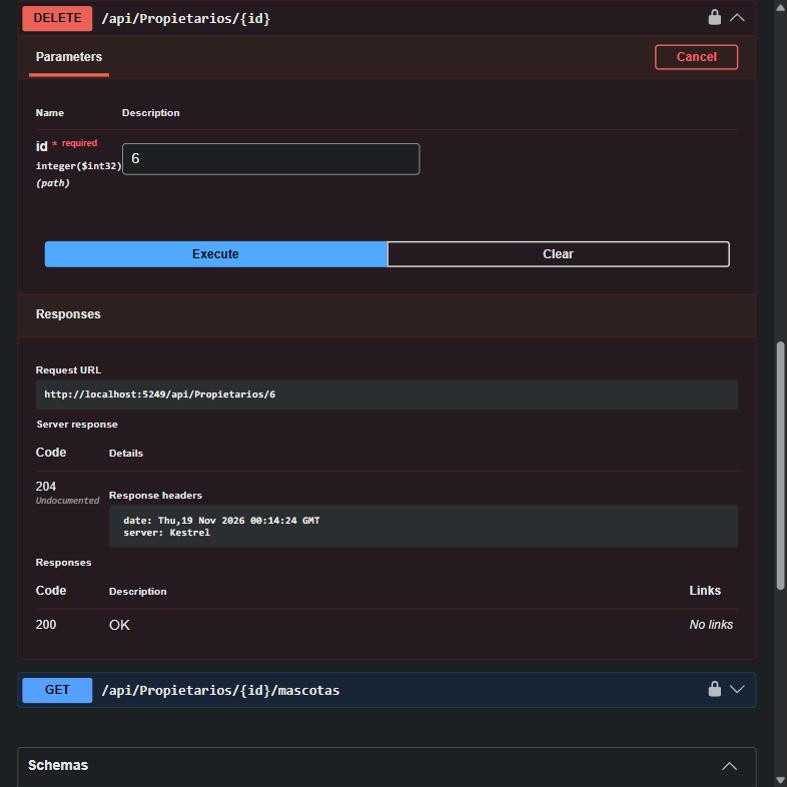 DELETE /api/Propietarios/{id}
Parameters
Cancel
Name Description
id * required
integer($int32)
(path)
6
Execute Clear
Responses
Request URL
http://localhost:5249/api/Propietarios/6
Server response
Code Details
204
Undocumented
Response headers
date: Thu,19 Nov 2026 00:14:24 GMT
server: Kestrel
Responses
Code Description Links
200 OK No links
GET /api/Propietarios/{id}/mascotas
Schemas